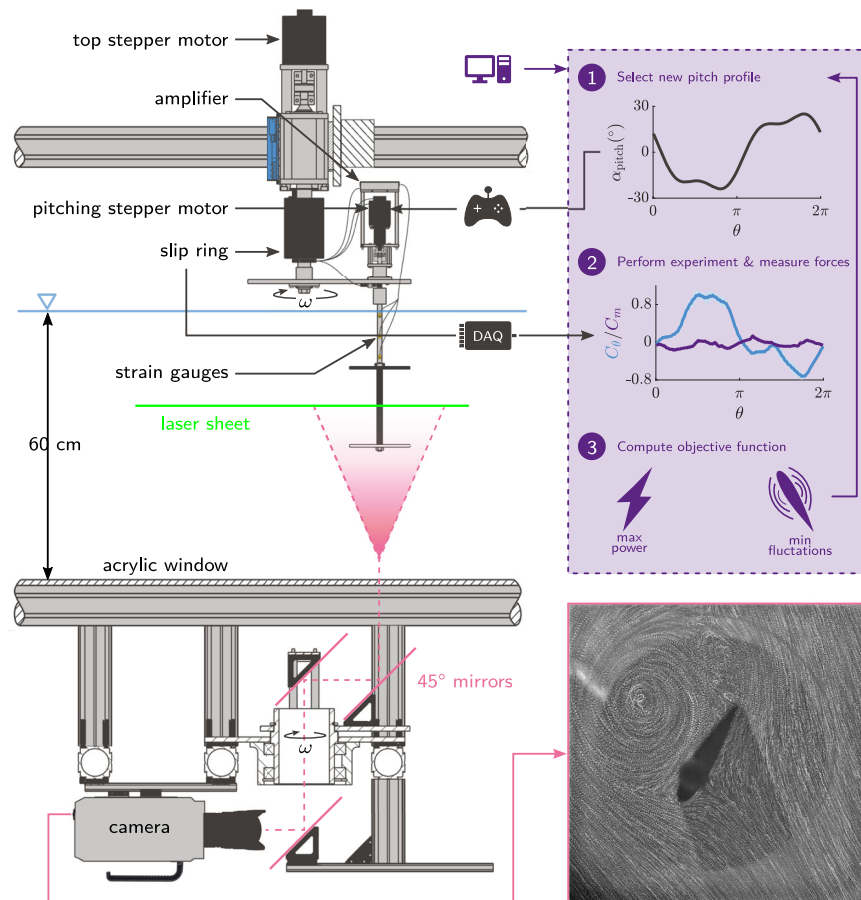 top stepper motor
amplifier
pitching stepper motor
slip ring
ω
strain gauges
laser sheet
60 cm
acrylic window
45° mirrors
ω
camera
DAQ
1 Select new pitch profile
α_pitch(°)
30
0
-30
0 π 2π
θ
2 Perform experiment & measure forces
C_θ/C_m
0.8
0
-0.8
0 π 2π
θ
3 Compute objective function
max
power
min
fluctations